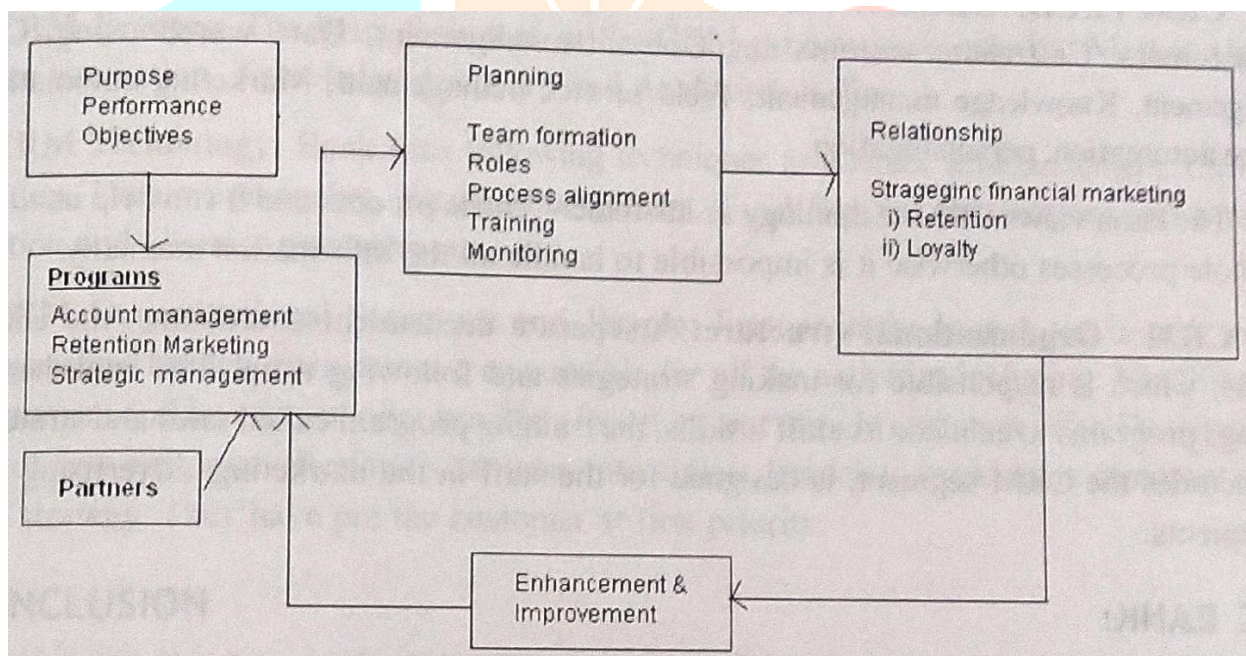 Purpose
Performance
Objectives
Planning
Team formation
Roles
Process alignment
Training
Monitoring
Relationship
Strageginc financial marketing
i) Retention
ii) Loyalty
Programs
Account management
Retention Marketing
Strategic management
Partners
Enhancement &
Improvement